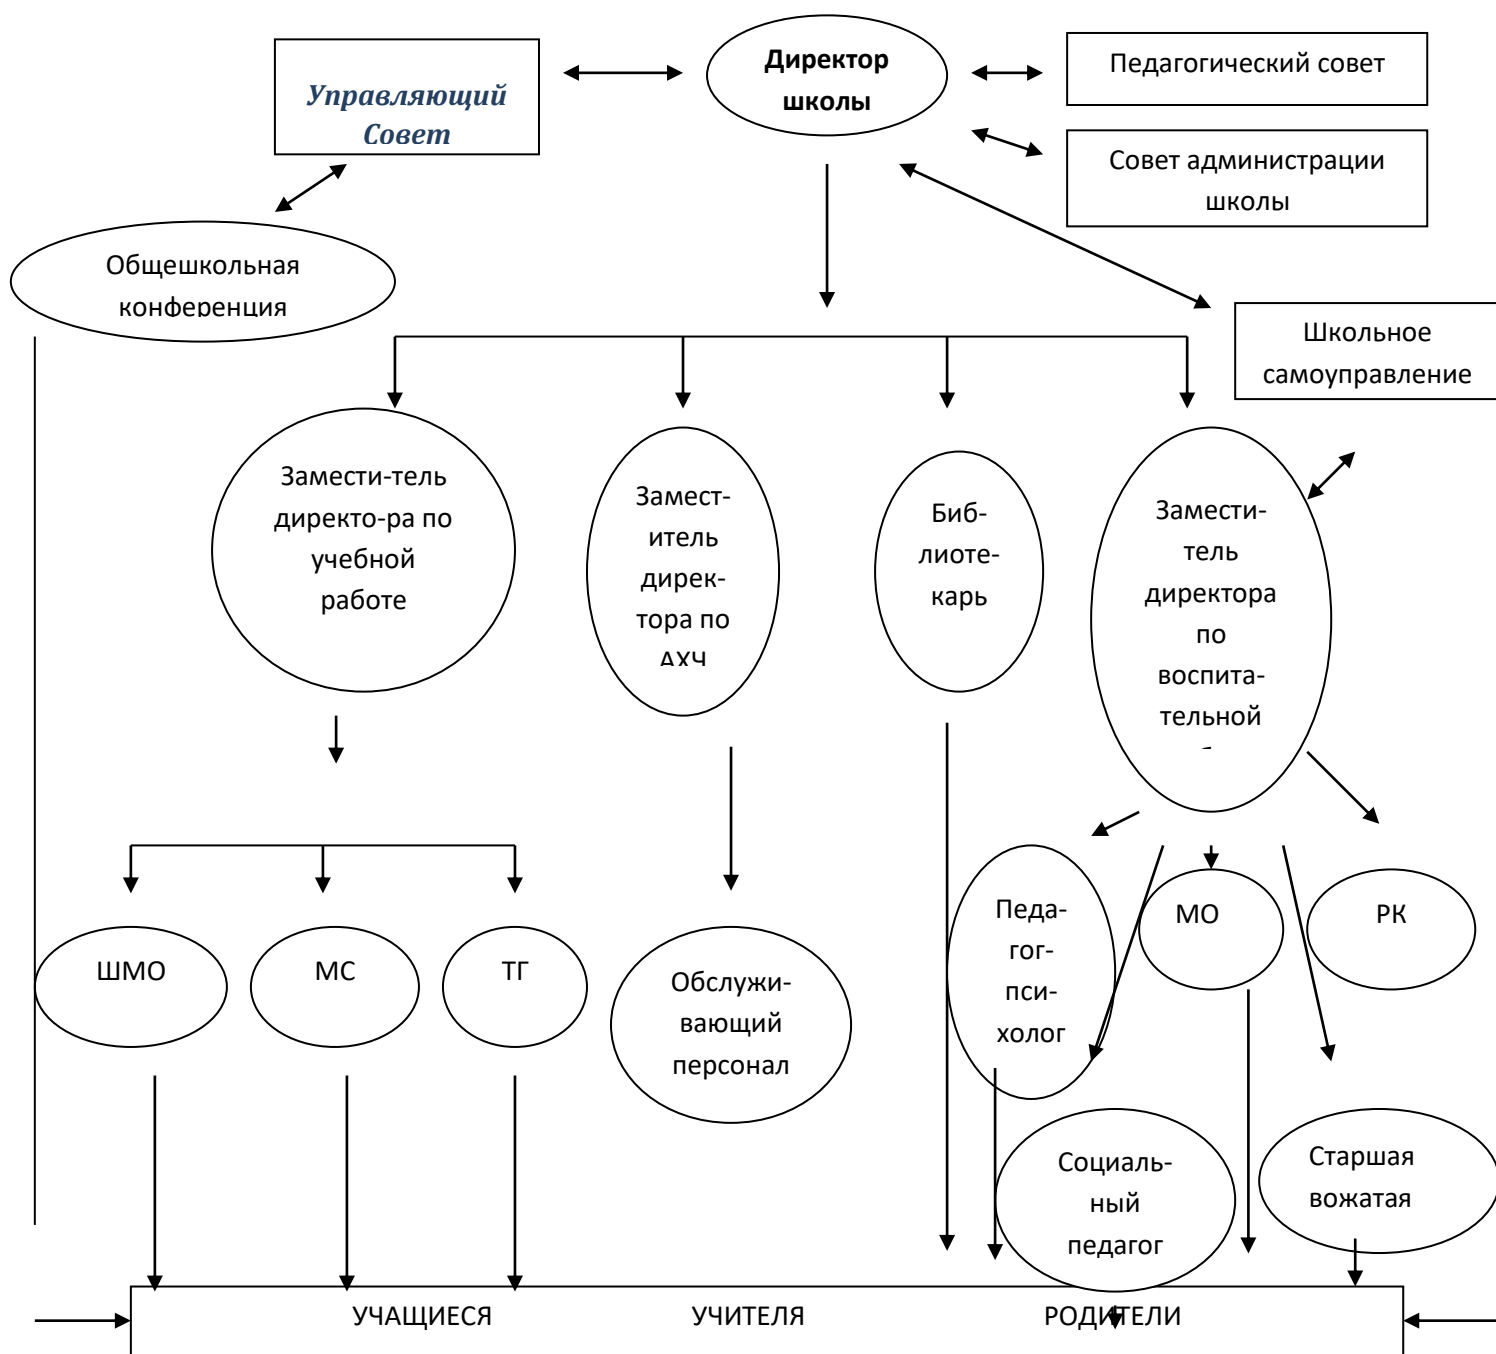 Директор
школы
Управляющий
Совет
Педагогический совет
Совет администрации
школы
Общешкольная
конференция
Школьное
самоуправление
Замести-тель
директо-ра по
учебной
работе
Замест-
итель
дирек-
тора по
АХЧ
Биб-
лиоте-
карь
Замести-
тель
директора
по
воспита-
тельной
ШМО
МС
ТГ
Обслужи-
вающий
персонал
Педа-
гог-
пси-
холог
МО
РК
Социаль-
ный
педагог
Старшая
вожатая
УЧАЩИЕСЯ УЧИТЕЛЯ РОДИТЕЛИ